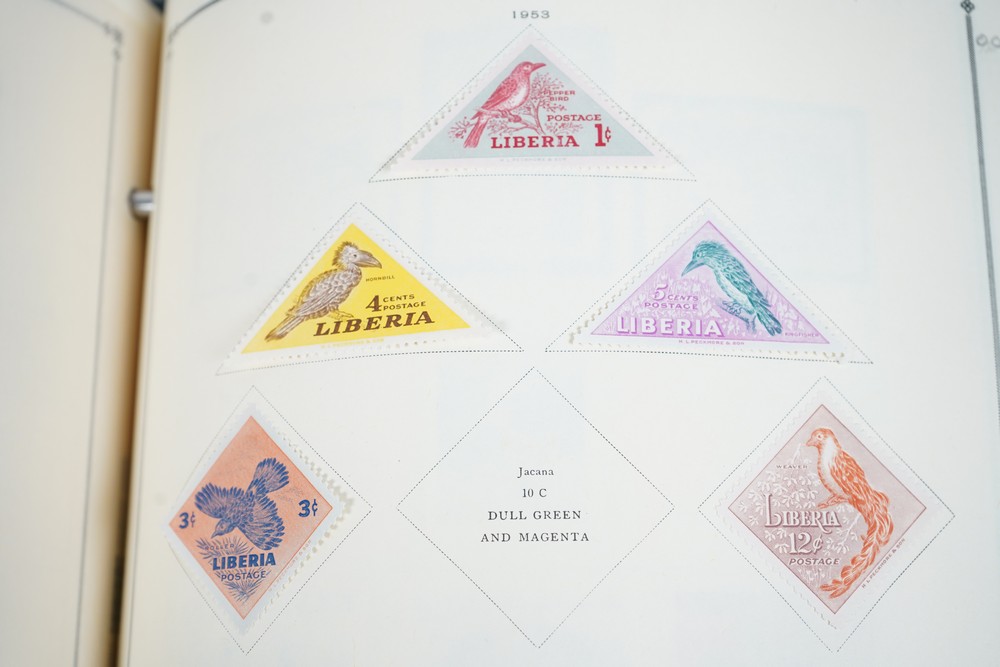 1953
PEPPER
BIRD
POSTAGE
LIBERIA 1¢
HORNBILL
4 CENTS
POSTAGE
LIBERIA
5 CENTS
POSTAGE
LIBERIA
3¢
3¢
LIBERIA
POSTAGE
Jacana
10 C
DULL GREEN
AND MAGENTA
WEAVER
LIBERIA
12¢
POSTAGE